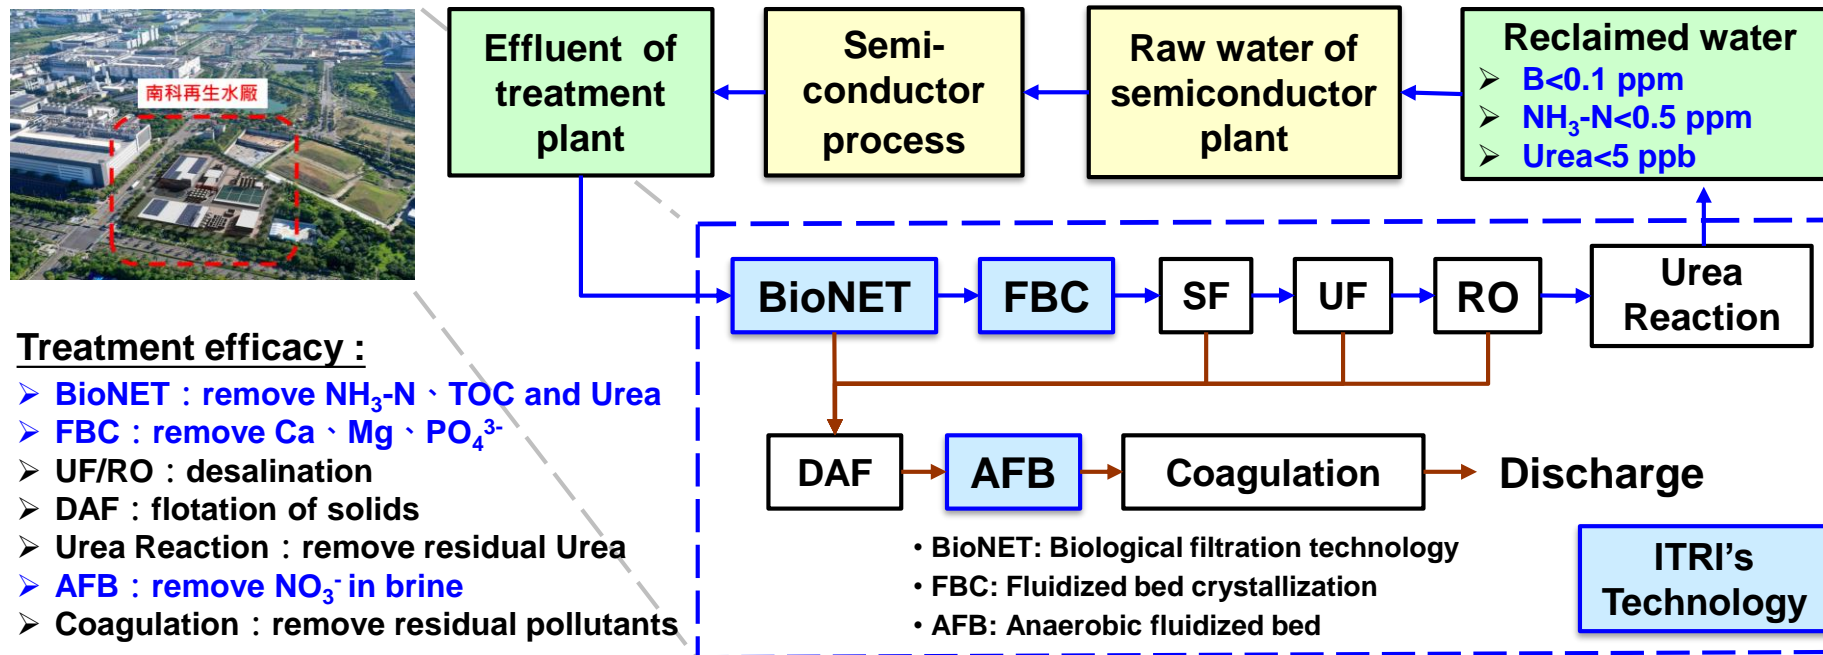 南科再生水廠
Effluent of
treatment
plant
Semi-
conductor
process
Raw water of
semiconductor
plant
Reclaimed water
➢ B<0.1 ppm
➢ NH₃-N<0.5 ppm
➢ Urea<5 ppb
BioNET
FBC
SF
UF
RO
Urea
Reaction
DAF
AFB
Coagulation
Discharge
Treatment efficacy :
➢ BioNET : remove NH₃-N、TOC and Urea
➢ FBC : remove Ca、Mg、PO₄³⁻
➢ UF/RO : desalination
➢ DAF : flotation of solids
➢ Urea Reaction : remove residual Urea
➢ AFB : remove NO₃⁻ in brine
➢ Coagulation : remove residual pollutants
• BioNET: Biological filtration technology
• FBC: Fluidized bed crystallization
• AFB: Anaerobic fluidized bed
ITRI's
Technology